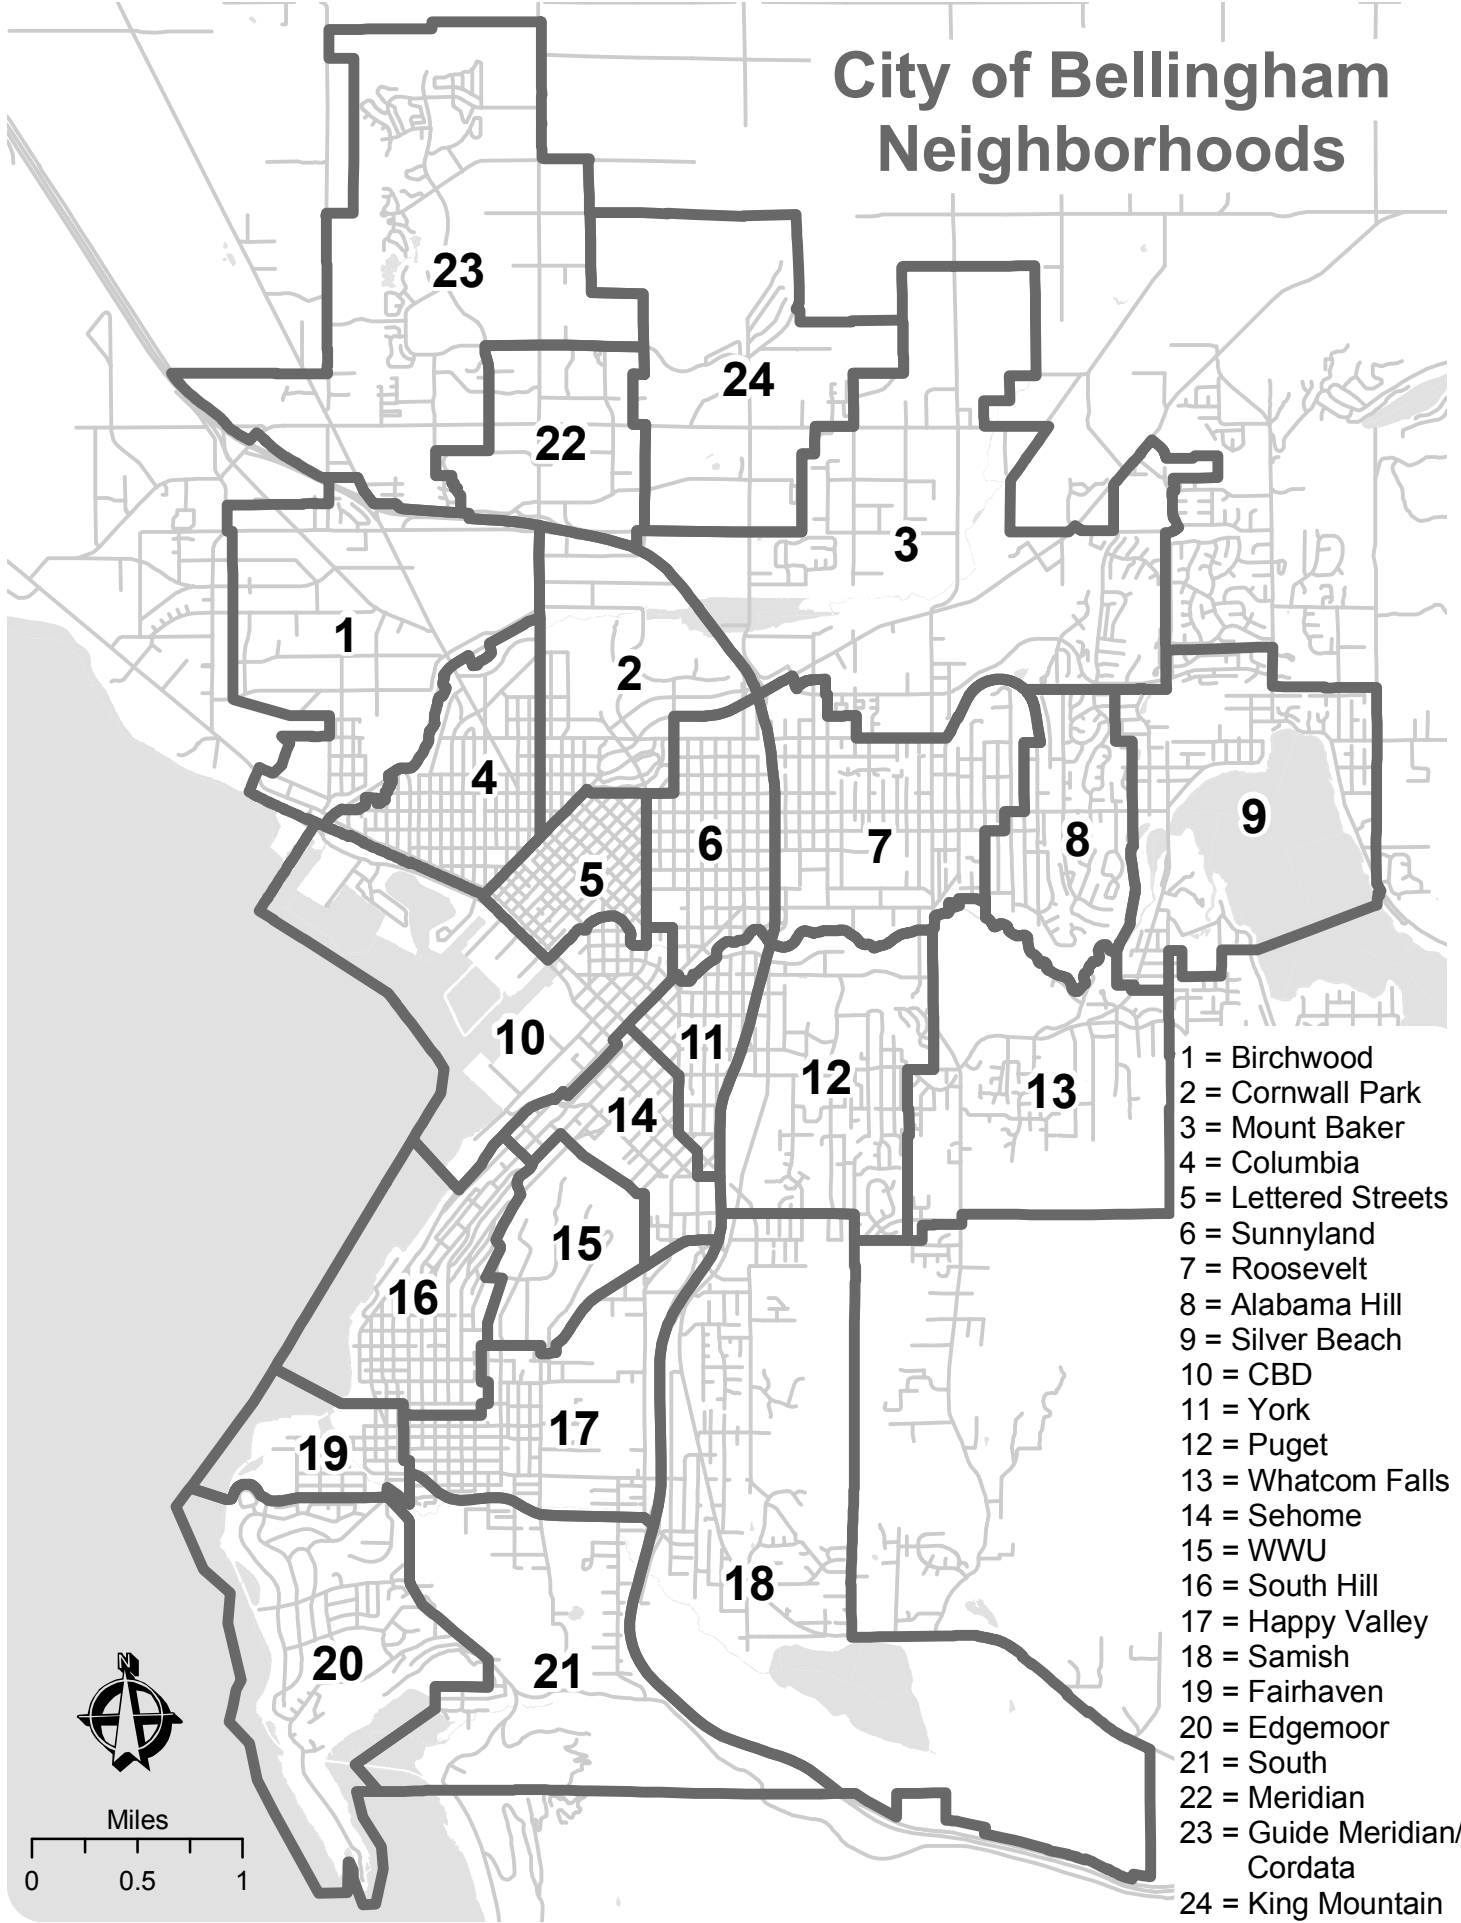 City of Bellingham
Neighborhoods
23
24
22
3
1
2
4
9
6
7
8
5
10
11
12
13
14
15
16
17
19
18
20
21
1 = Birchwood
2 = Cornwall Park
3 = Mount Baker
4 = Columbia
5 = Lettered Streets
6 = Sunnyland
7 = Roosevelt
8 = Alabama Hill
9 = Silver Beach
10 = CBD
11 = York
12 = Puget
13 = Whatcom Falls
14 = Sehome
15 = WWU
16 = South Hill
17 = Happy Valley
18 = Samish
19 = Fairhaven
20 = Edgemoor
21 = South
22 = Meridian
23 = Guide Meridian/
Cordata
24 = King Mountain
N
Miles
0 0.5 1